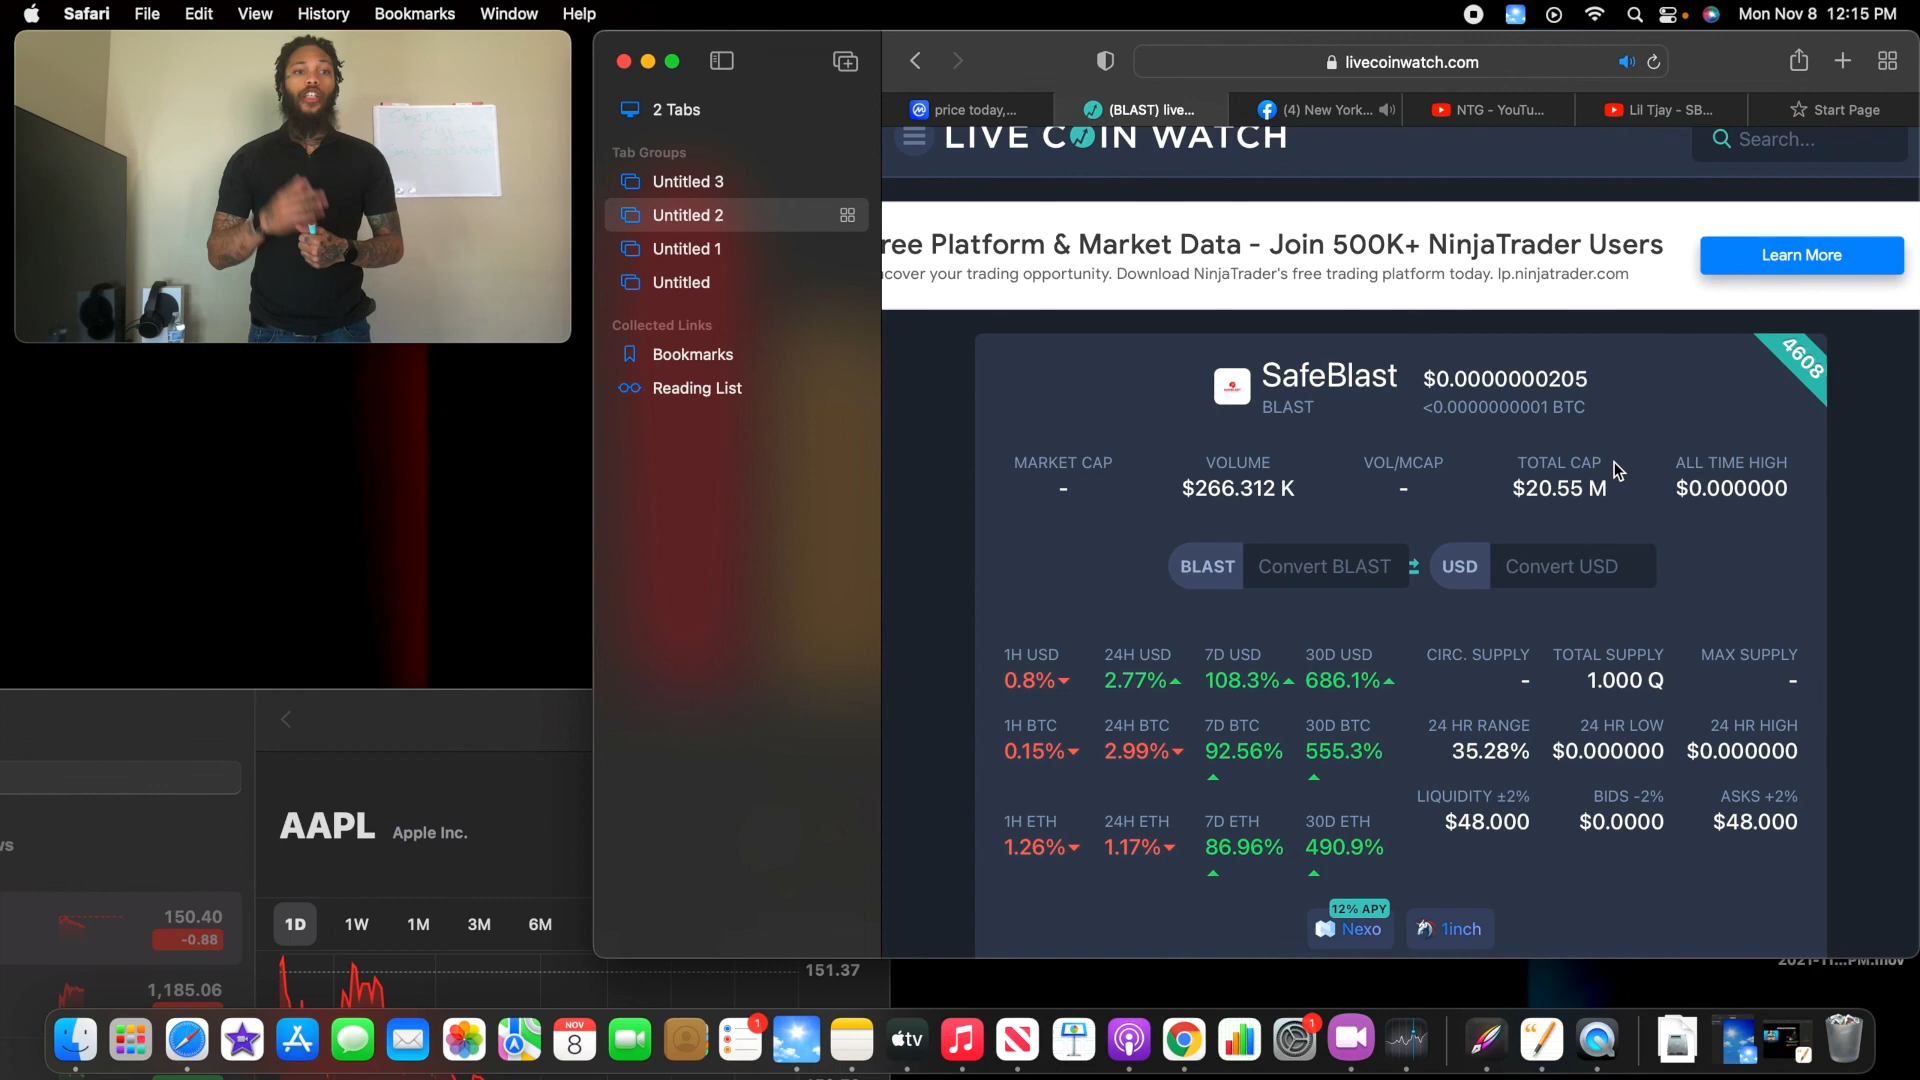 Safari File Edit View History Bookmarks Window Help Mon Nov 8 12:15 PM
livecoinwatch.com
2 Tabs
price today,... (BLAST) live... (4) New York... NTG - YouTu... Lil Tjay - SB... Start Page
LIVE COIN WATCH Search...
Tab Groups
Untitled 3
Untitled 2
Untitled 1
Untitled
Collected Links
Bookmarks
Reading List
ree Platform & Market Data - Join 500K+ NinjaTrader Users
cover your trading opportunity. Download NinjaTrader's free trading platform today. lp.ninjatrader.com
Learn More
4608
SafeBlast $0.0000000205
BLAST <0.0000000001 BTC
MARKET CAP VOLUME VOL/MCAP TOTAL CAP ALL TIME HIGH
- $266.312 K - $20.55 M $0.000000
BLAST Convert BLAST USD Convert USD
1H USD 24H USD 7D USD 30D USD CIRC. SUPPLY TOTAL SUPPLY MAX SUPPLY
0.8% 2.77% 108.3% 686.1% - 1.000 Q -
1H BTC 24H BTC 7D BTC 30D BTC 24 HR RANGE 24 HR LOW 24 HR HIGH
0.15% 2.99% 92.56% 555.3% 35.28% $0.000000 $0.000000
LIQUIDITY ±2% BIDS -2% ASKS +2%
$48.000 $0.0000 $48.000
1H ETH 24H ETH 7D ETH 30D ETH
1.26% 1.17% 86.96% 490.9%
12% APY
Nexo 1inch
AAPL Apple Inc.
ws
150.40
-0.88
1D 1W 1M 3M 6M
151.37
1,185.06
NOV
8
1
tv
1